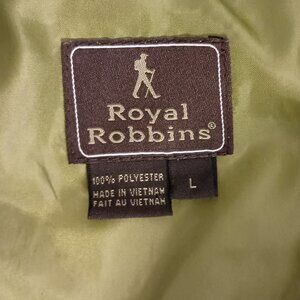 Royal
Robbins®
100% POLYESTER
MADE IN VIETNAM
FAIT AU VIETNAM
L